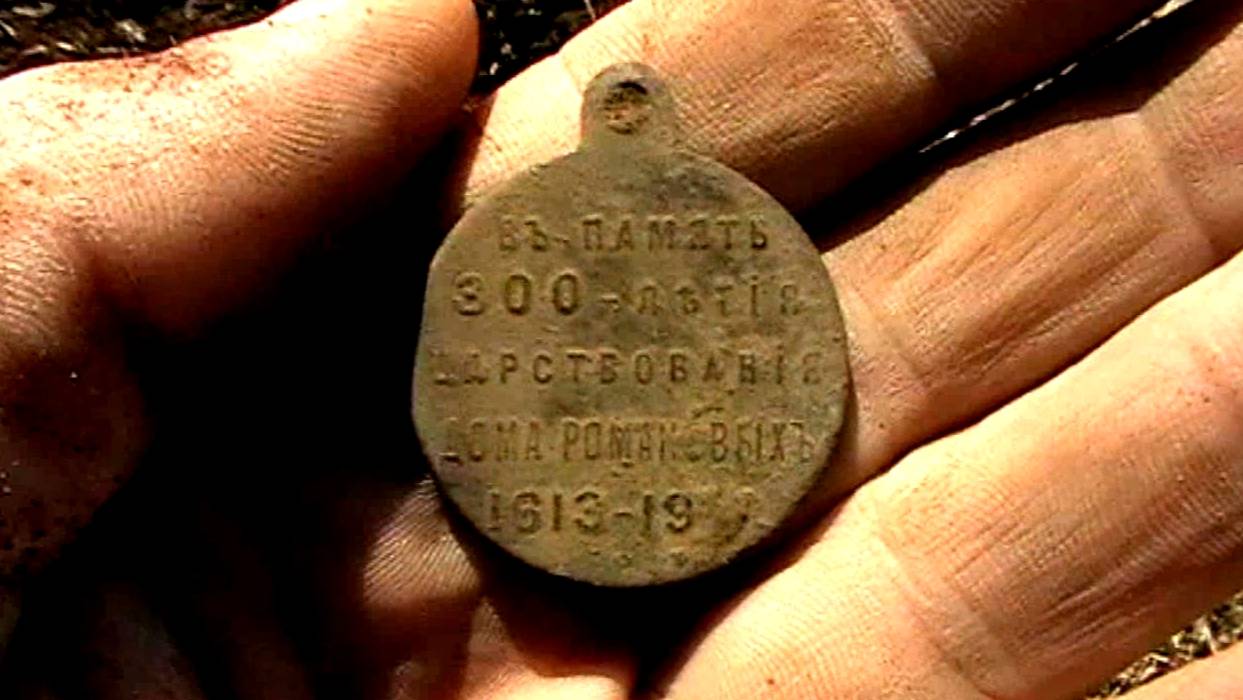 ВЪ ПАМЯТЬ
300-ЛѢТІЯ
ЦАРСТВОВАНІЯ
ДОМА РОМАНОВЫХЪ
1613-19